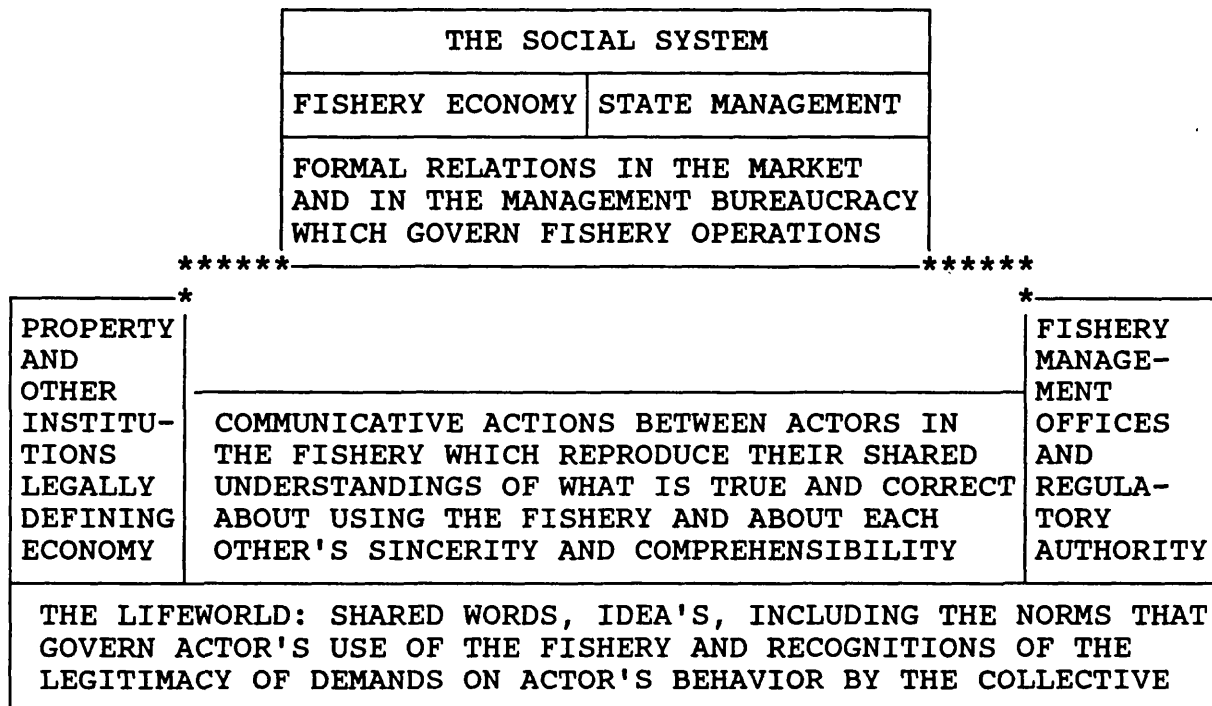 THE SOCIAL SYSTEM
FISHERY ECONOMY STATE MANAGEMENT
FORMAL RELATIONS IN THE MARKET
AND IN THE MANAGEMENT BUREAUCRACY
WHICH GOVERN FISHERY OPERATIONS
****** ******
* *
PROPERTY
AND
OTHER
INSTITU-
TIONS
LEGALLY
DEFINING
ECONOMY
COMMUNICATIVE ACTIONS BETWEEN ACTORS IN
THE FISHERY WHICH REPRODUCE THEIR SHARED
UNDERSTANDINGS OF WHAT IS TRUE AND CORRECT
ABOUT USING THE FISHERY AND ABOUT EACH
OTHER'S SINCERITY AND COMPREHENSIBILITY
FISHERY
MANAGE-
MENT
OFFICES
AND
REGULA-
TORY
AUTHORITY
THE LIFEWORLD: SHARED WORDS, IDEA'S, INCLUDING THE NORMS THAT
GOVERN ACTOR'S USE OF THE FISHERY AND RECOGNITIONS OF THE
LEGITIMACY OF DEMANDS ON ACTOR'S BEHAVIOR BY THE COLLECTIVE